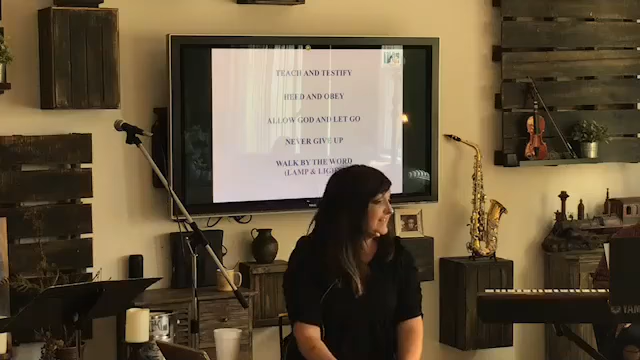 TEACH AND TESTIFY
HEED AND OBEY
ALLOW GOD AND LET GO
NEVER GIVE UP
WALK BY THE WORD
(LAMP & LIGHT